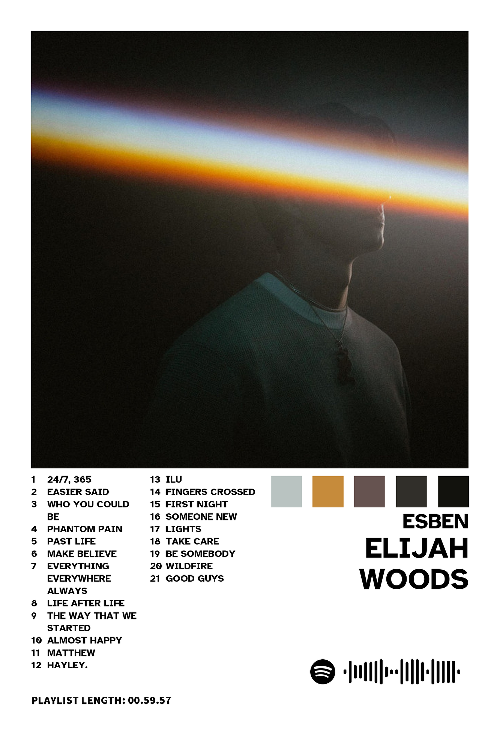 1 24/7, 365
2 EASIER SAID
3 WHO YOU COULD
BE
4 PHANTOM PAIN
5 PAST LIFE
6 MAKE BELIEVE
7 EVERYTHING
EVERYWHERE
ALWAYS
8 LIFE AFTER LIFE
9 THE WAY THAT WE
STARTED
10 ALMOST HAPPY
11 MATTHEW
12 HAYLEY.
13 ILU
14 FINGERS CROSSED
15 FIRST NIGHT
16 SOMEONE NEW
17 LIGHTS
18 TAKE CARE
19 BE SOMEBODY
20 WILDFIRE
21 GOOD GUYS
ESBEN
ELIJAH
WOODS
PLAYLIST LENGTH: 00.59.57